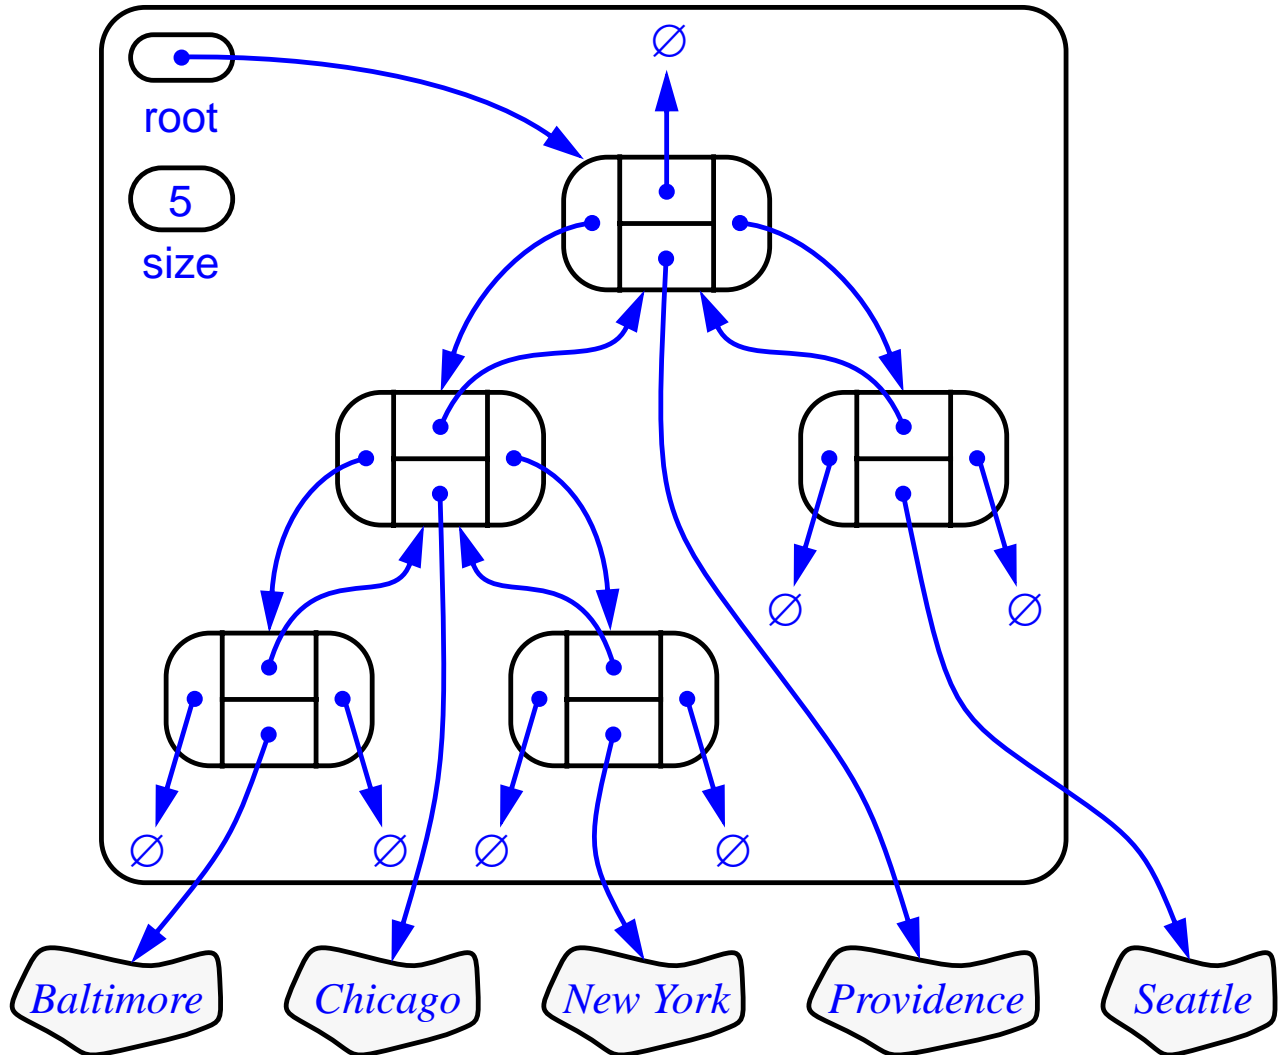 ∅
root
5
size
∅ ∅
∅ ∅ ∅ ∅
Baltimore Chicago New York Providence Seattle